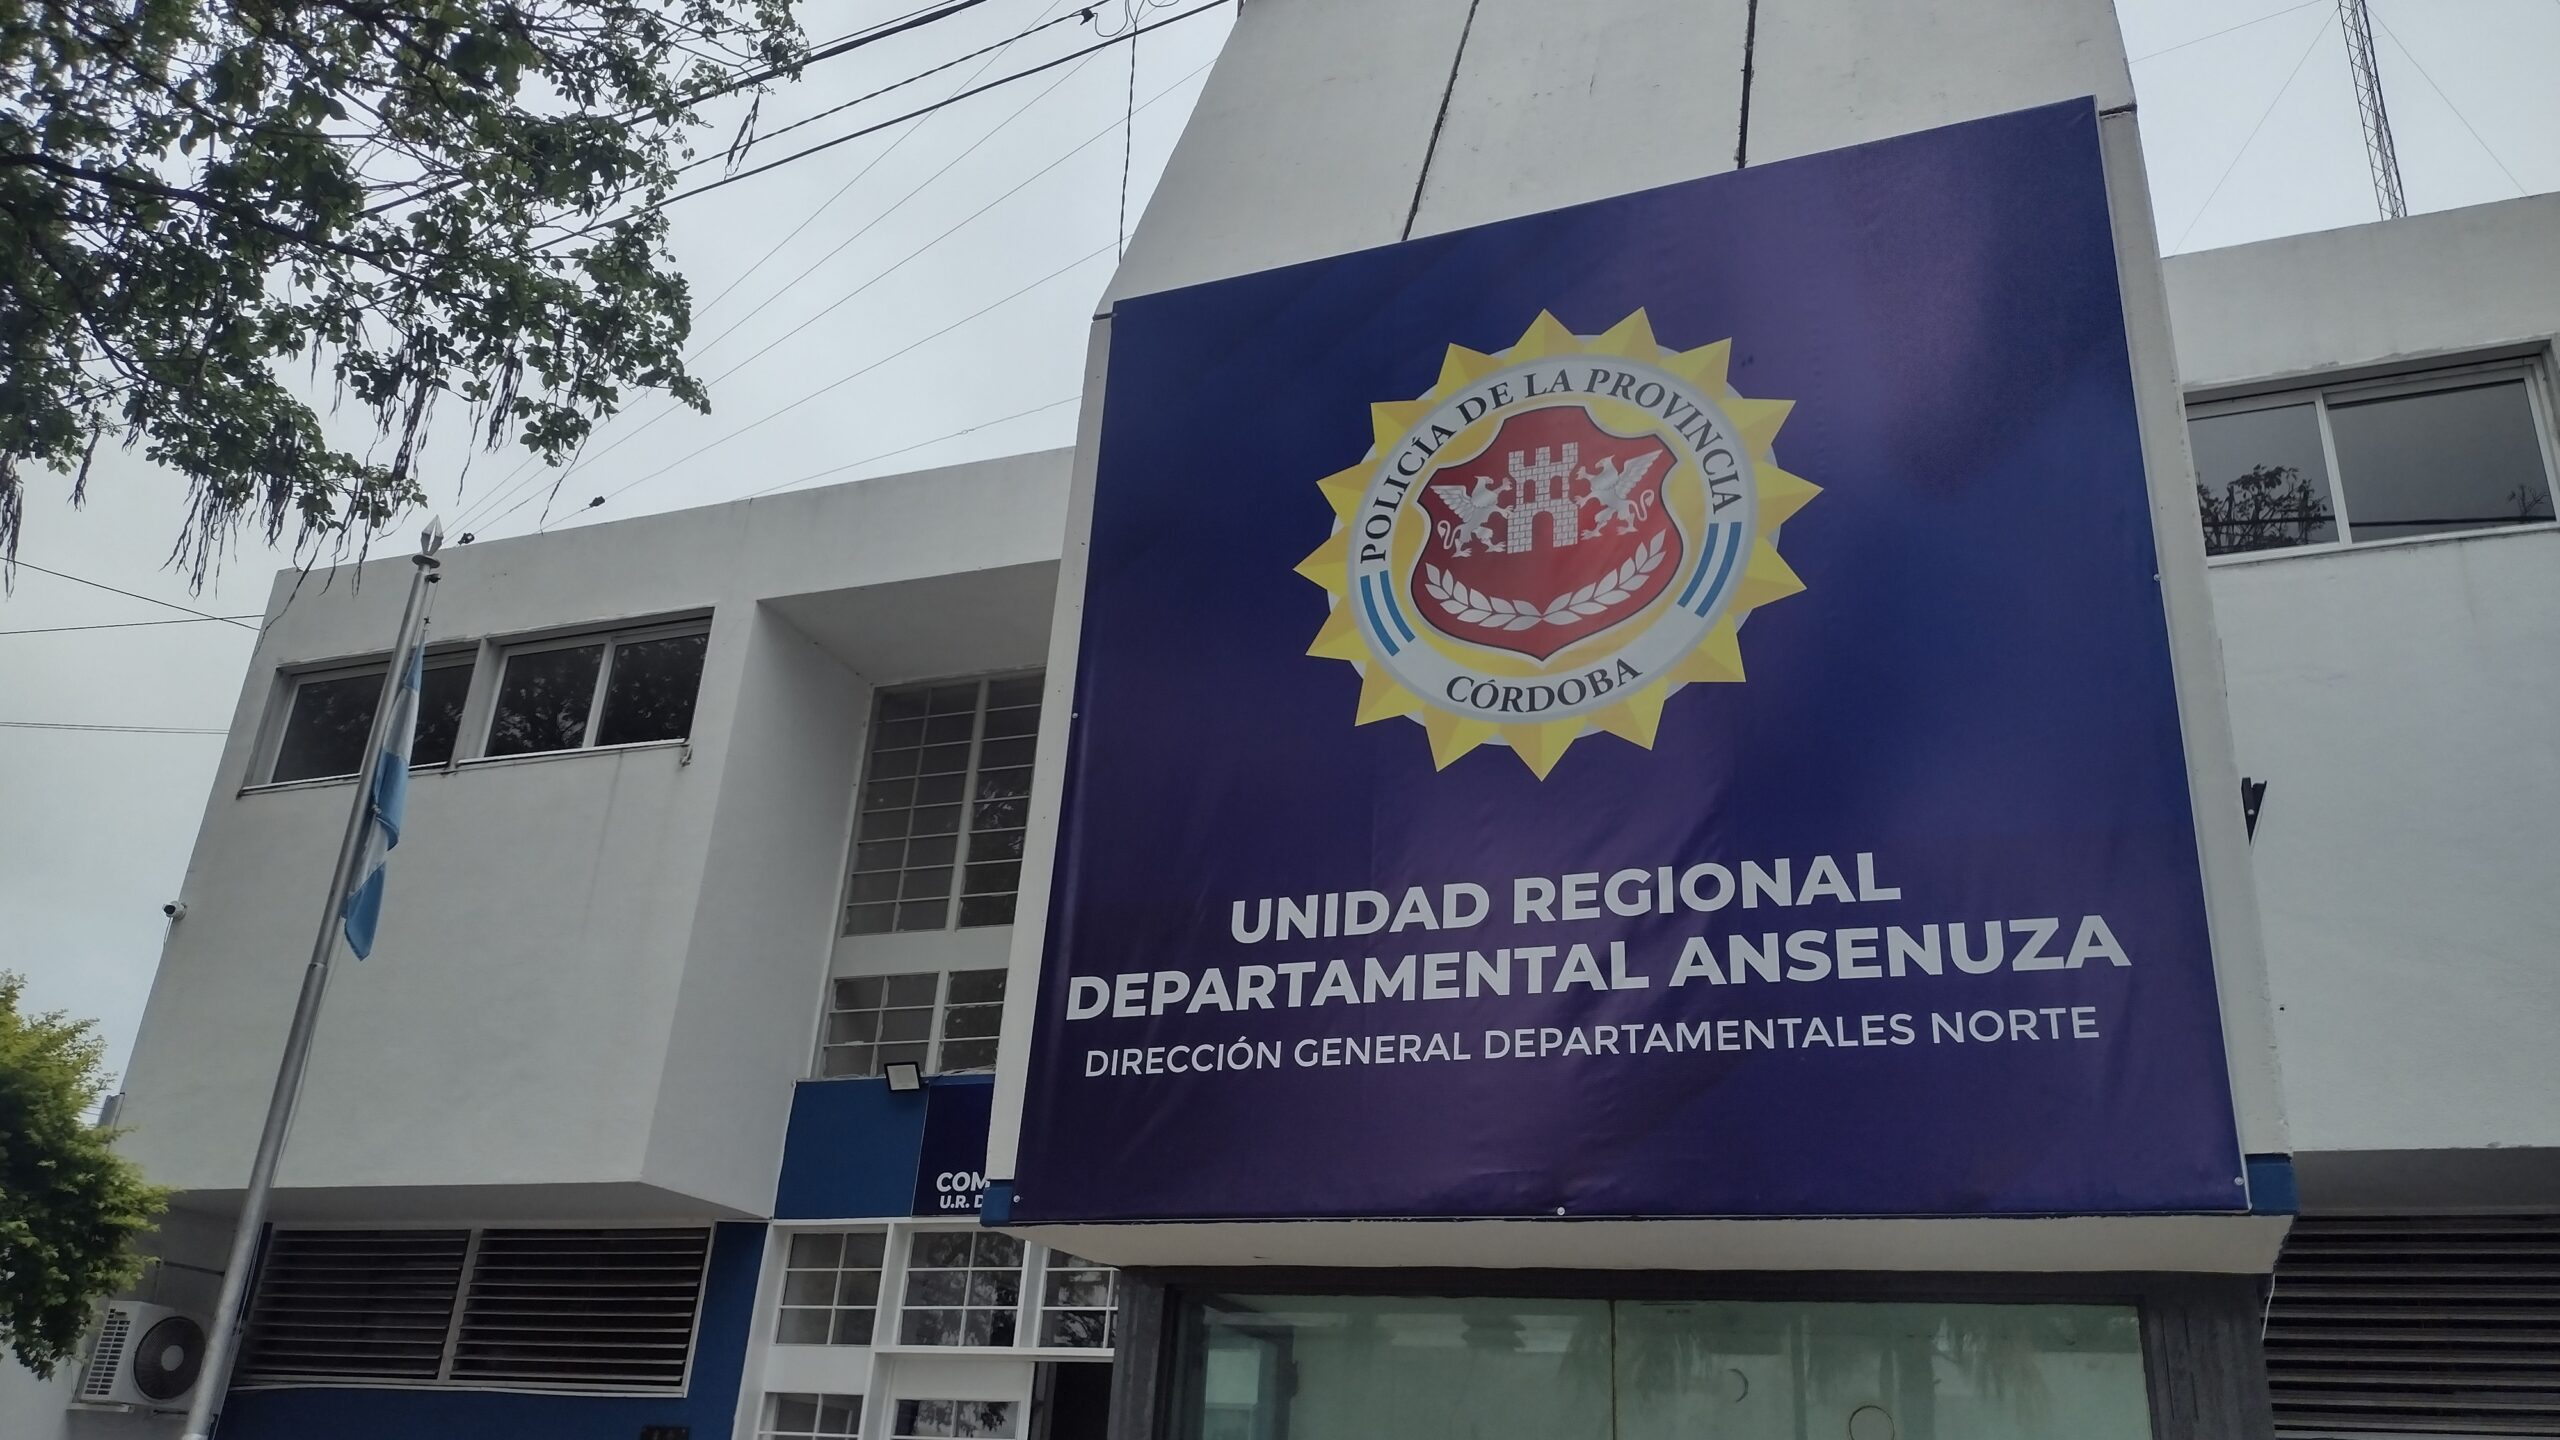 POLICÍA DE LA PROVINCIA
CÓRDOBA
UNIDAD REGIONAL
DEPARTAMENTAL ANSENUZA
DIRECCIÓN GENERAL DEPARTAMENTALES NORTE
U.R.